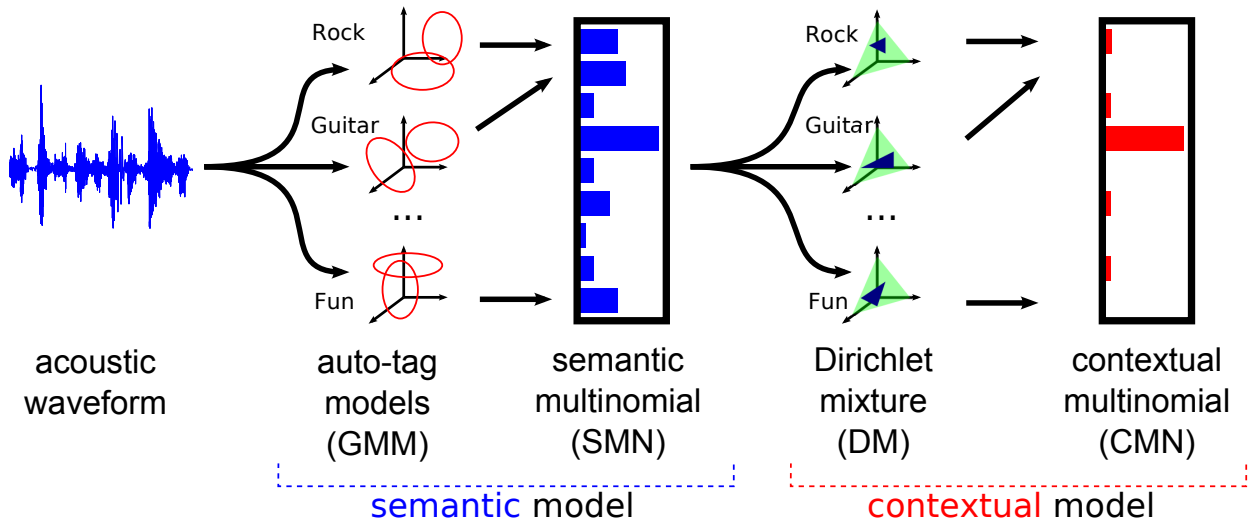 Rock
Guitar
...
Fun
Rock
Guitar
...
Fun
acoustic
waveform
auto-tag
models
(GMM)
semantic
multinomial
(SMN)
Dirichlet
mixture
(DM)
contextual
multinomial
(CMN)
semantic model
contextual model